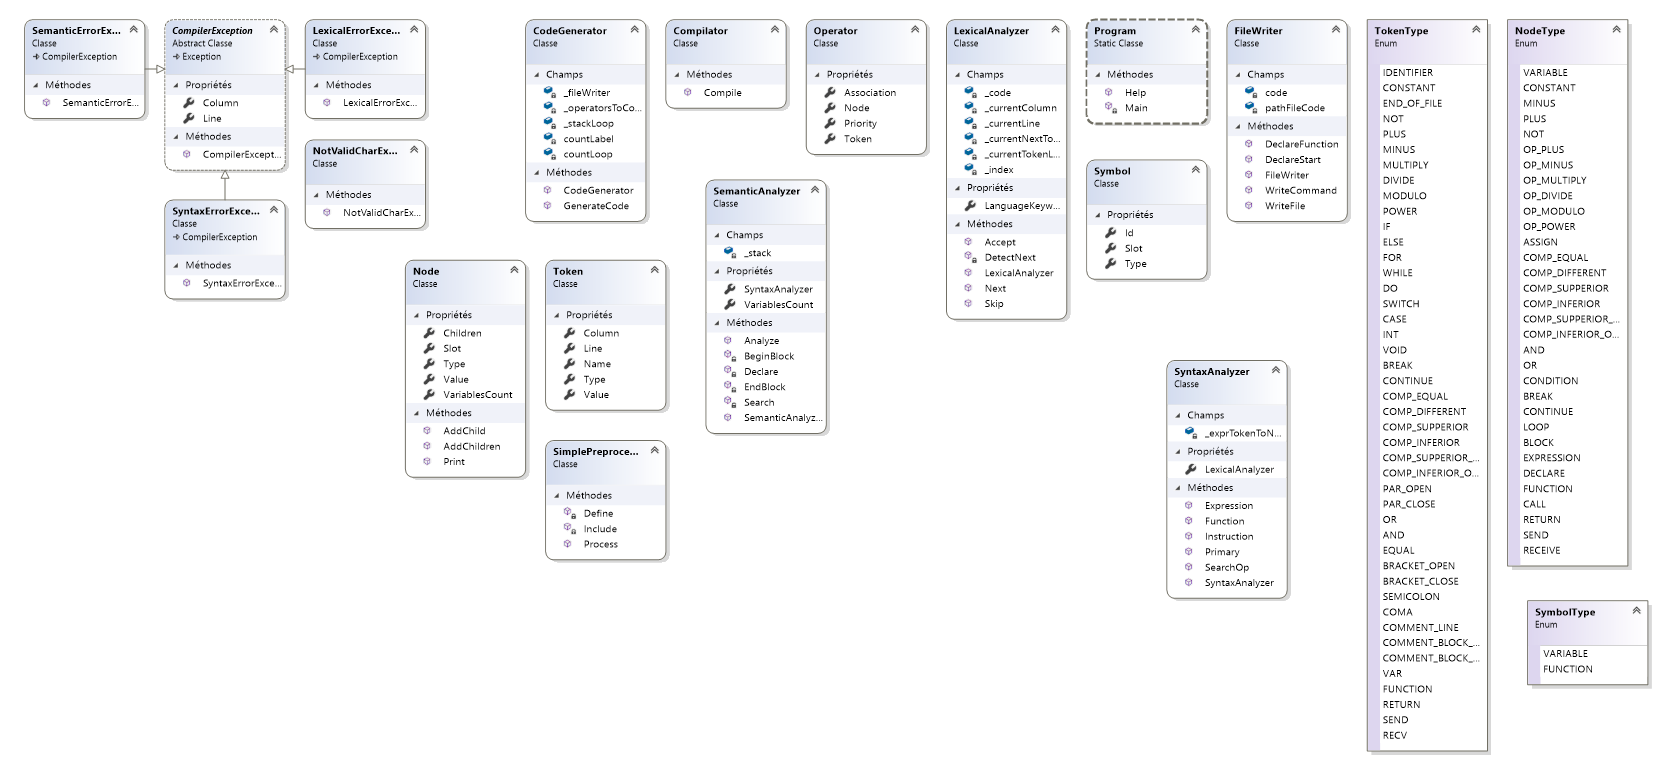 SemanticErrorEx...
Classe
CompilerException
Méthodes
SemanticErrorE...
CompilerException
Abstract Classe
Exception
Propriétés
Column
Line
Méthodes
CompilerExcept...
LexicalErrorExce...
Classe
CompilerException
Méthodes
LexicalErrorExc...
NotValidCharEx...
Classe
Méthodes
NotValidCharEx...
SyntaxErrorExce...
Classe
CompilerException
Méthodes
SyntaxErrorExce...
Node
Classe
Propriétés
Children
Slot
Type
Value
VariablesCount
Méthodes
AddChild
AddChildren
Print
CodeGenerator
Classe
Champs
_fileWriter
_operatorsToCo...
_stackLoop
countLabel
countLoop
Méthodes
CodeGenerator
GenerateCode
Token
Classe
Propriétés
Column
Line
Name
Type
Value
SimplePreproce...
Classe
Méthodes
Define
Include
Process
Compilator
Classe
Méthodes
Compile
SemanticAnalyzer
Classe
Champs
_stack
Propriétés
SyntaxAnalyzer
VariablesCount
Méthodes
Analyze
BeginBlock
Declare
EndBlock
Search
SemanticAnalyz...
Operator
Classe
Propriétés
Association
Node
Priority
Token
LexicalAnalyzer
Classe
Champs
_code
_currentColumn
_currentLine
_currentNextTo...
_currentTokenL...
_index
Propriétés
LanguageKeyw...
Méthodes
Accept
DetectNext
LexicalAnalyzer
Next
Skip
Program
Static Classe
Méthodes
Help
Main
Symbol
Classe
Propriétés
Id
Slot
Type
FileWriter
Classe
Champs
code
pathFileCode
Méthodes
DeclareFunction
DeclareStart
FileWriter
WriteCommand
WriteFile
SyntaxAnalyzer
Classe
Champs
_exprTokenToN...
Propriétés
LexicalAnalyzer
Méthodes
Expression
Function
Instruction
Primary
SearchOp
SyntaxAnalyzer
TokenType
Enum
IDENTIFIER
CONSTANT
END_OF_FILE
NOT
PLUS
MINUS
MULTIPLY
DIVIDE
MODULO
POWER
IF
ELSE
FOR
WHILE
DO
SWITCH
CASE
INT
VOID
BREAK
CONTINUE
COMP_EQUAL
COMP_DIFFERENT
COMP_SUPPERIOR
COMP_INFERIOR
COMP_SUPPERIOR_...
COMP_INFERIOR_O...
PAR_OPEN
PAR_CLOSE
OR
AND
EQUAL
BRACKET_OPEN
BRACKET_CLOSE
SEMICOLON
COMA
COMMENT_LINE
COMMENT_BLOCK_...
COMMENT_BLOCK_...
VAR
FUNCTION
RETURN
SEND
RECV
NodeType
Enum
VARIABLE
CONSTANT
MINUS
PLUS
NOT
OP_PLUS
OP_MINUS
OP_MULTIPLY
OP_DIVIDE
OP_MODULO
OP_POWER
ASSIGN
COMP_EQUAL
COMP_DIFFERENT
COMP_SUPPERIOR
COMP_INFERIOR
COMP_SUPPERIOR_...
COMP_INFERIOR_O...
AND
OR
CONDITION
BREAK
CONTINUE
LOOP
BLOCK
EXPRESSION
DECLARE
FUNCTION
CALL
RETURN
SEND
RECEIVE
SymbolType
Enum
VARIABLE
FUNCTION